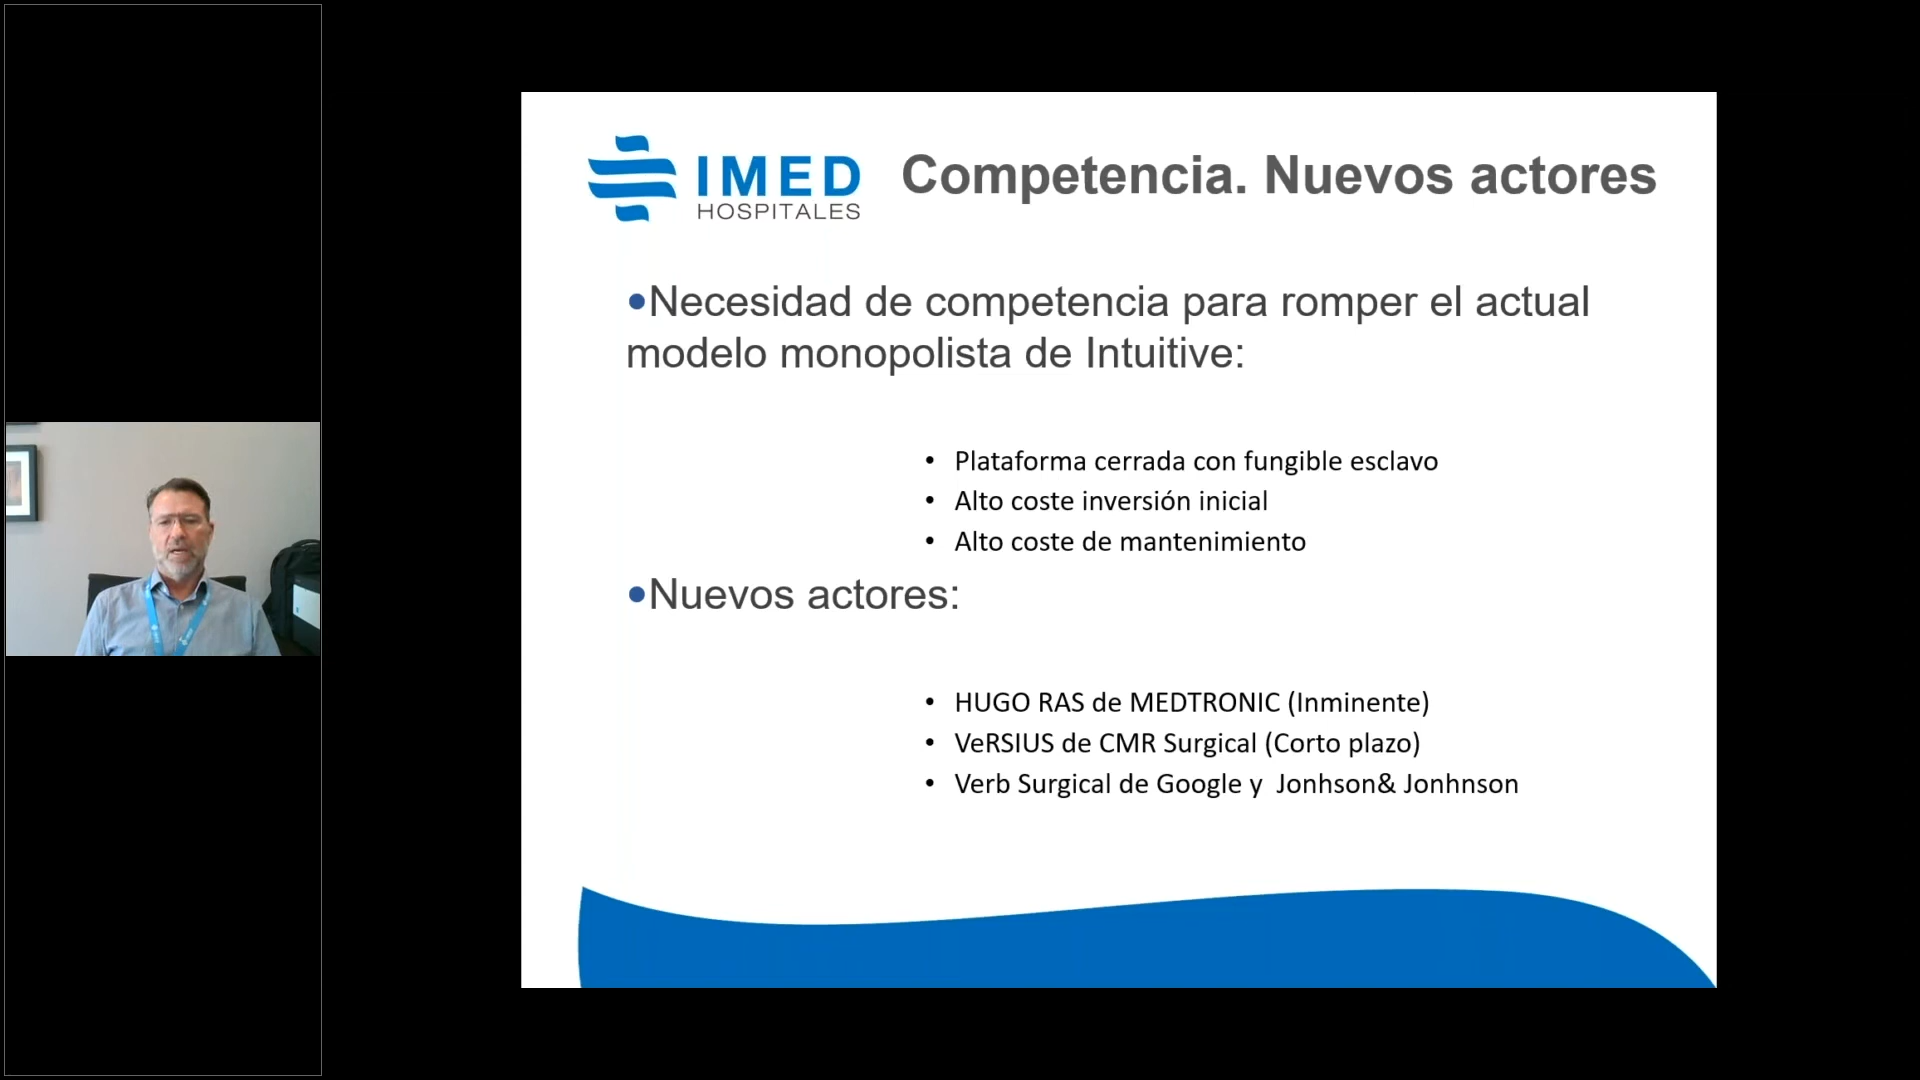 IMED
HOSPITALES
Competencia. Nuevos actores
•Necesidad de competencia para romper el actual
modelo monopolista de Intuitive:
• Plataforma cerrada con fungible esclavo
• Alto coste inversión inicial
• Alto coste de mantenimiento
•Nuevos actores:
• HUGO RAS de MEDTRONIC (Inminente)
• VeRSIUS de CMR Surgical (Corto plazo)
• Verb Surgical de Google y  Jonhson& Jonhnson